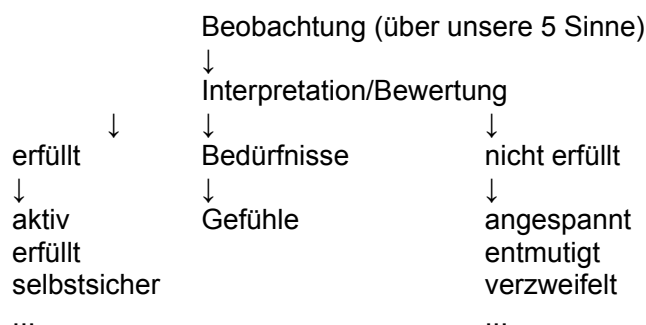 Beobachtung (über unsere 5 Sinne)
↓
Interpretation/Bewertung
↓ ↓ ↓
erfüllt Bedürfnisse nicht erfüllt
↓ ↓ ↓
aktiv Gefühle angespannt
erfüllt entmutigt
selbstsicher verzweifelt
... ...